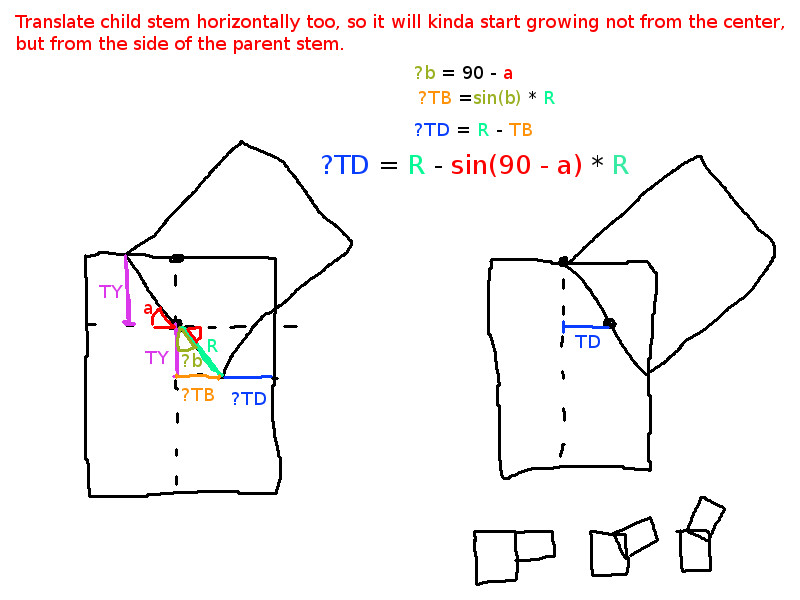 Translate child stem horizontally too, so it will kinda start growing not from the center,
but from the side of the parent stem.
?b = 90 - a
?TB =sin(b) * R
?TD = R - TB
?TD = R - sin(90 - a) * R
TY
a
R
TY
?b
?TB
?TD
TD